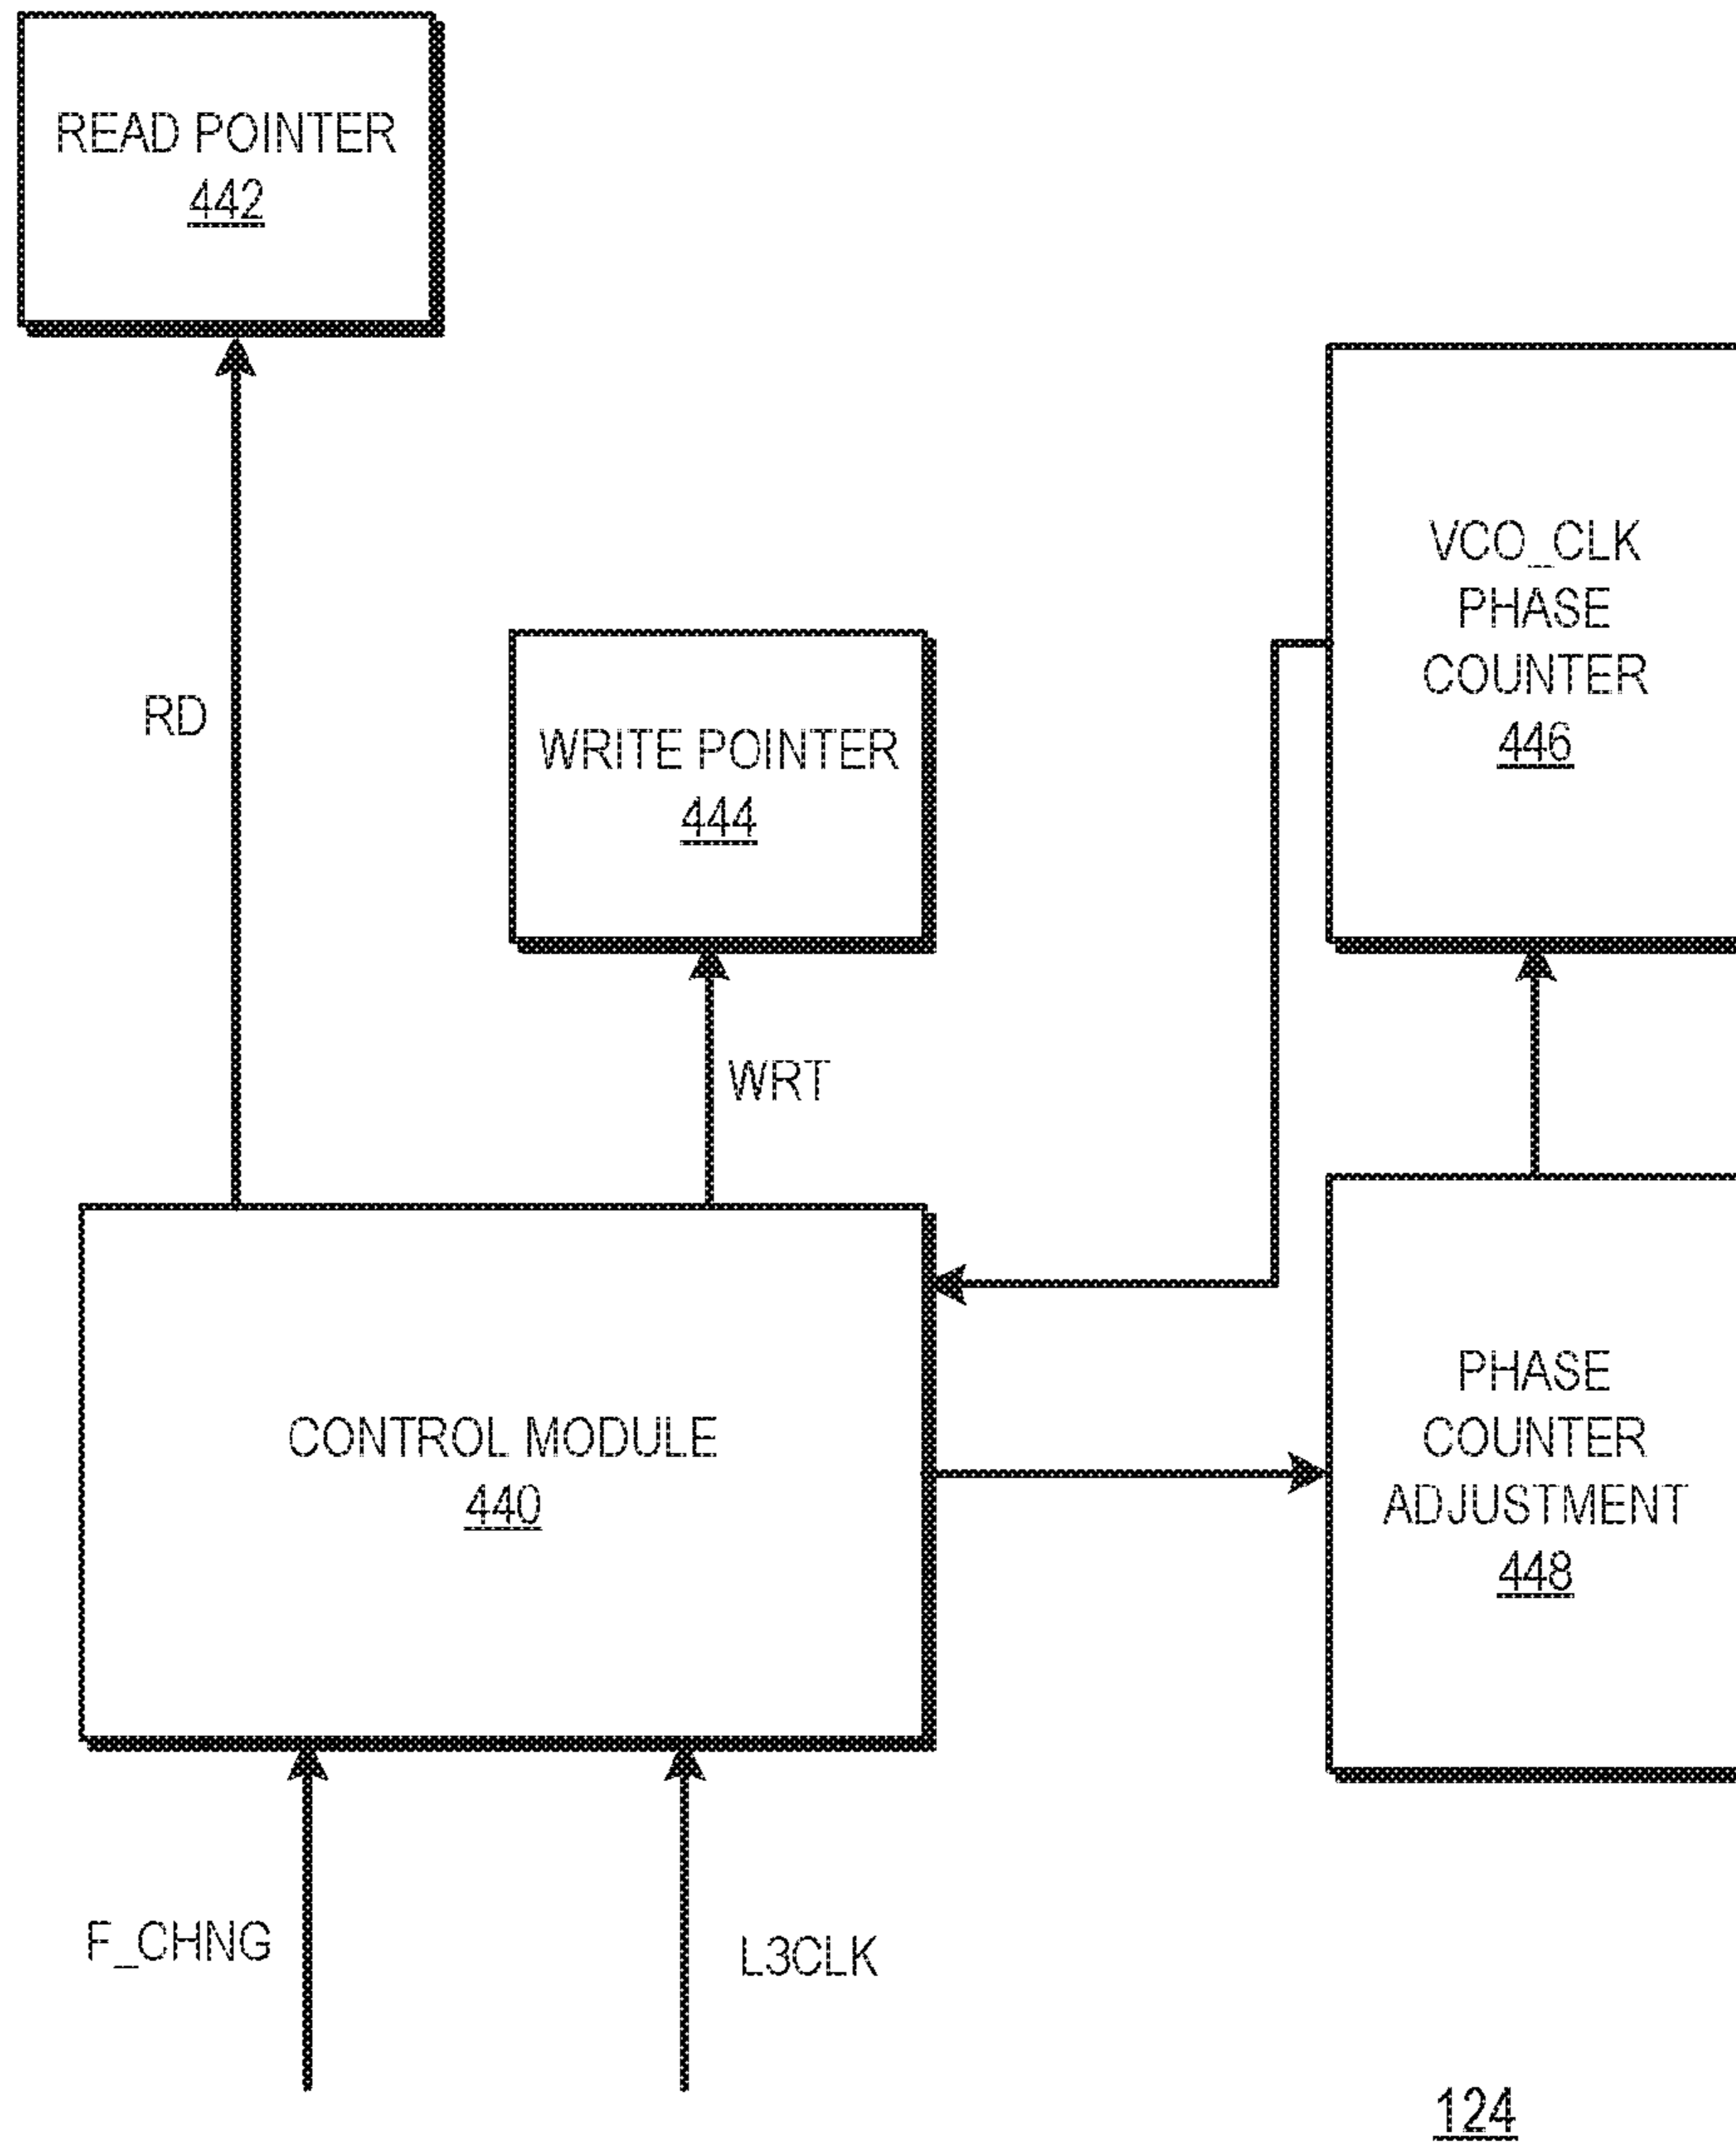 READ POINTER
442
VCO_CLK
PHASE
COUNTER
446
RD
WRITE POINTER
444
WRT
CONTROL MODULE
440
PHASE
COUNTER
ADJUSTMENT
448
F_CHNG
L3CLK
124